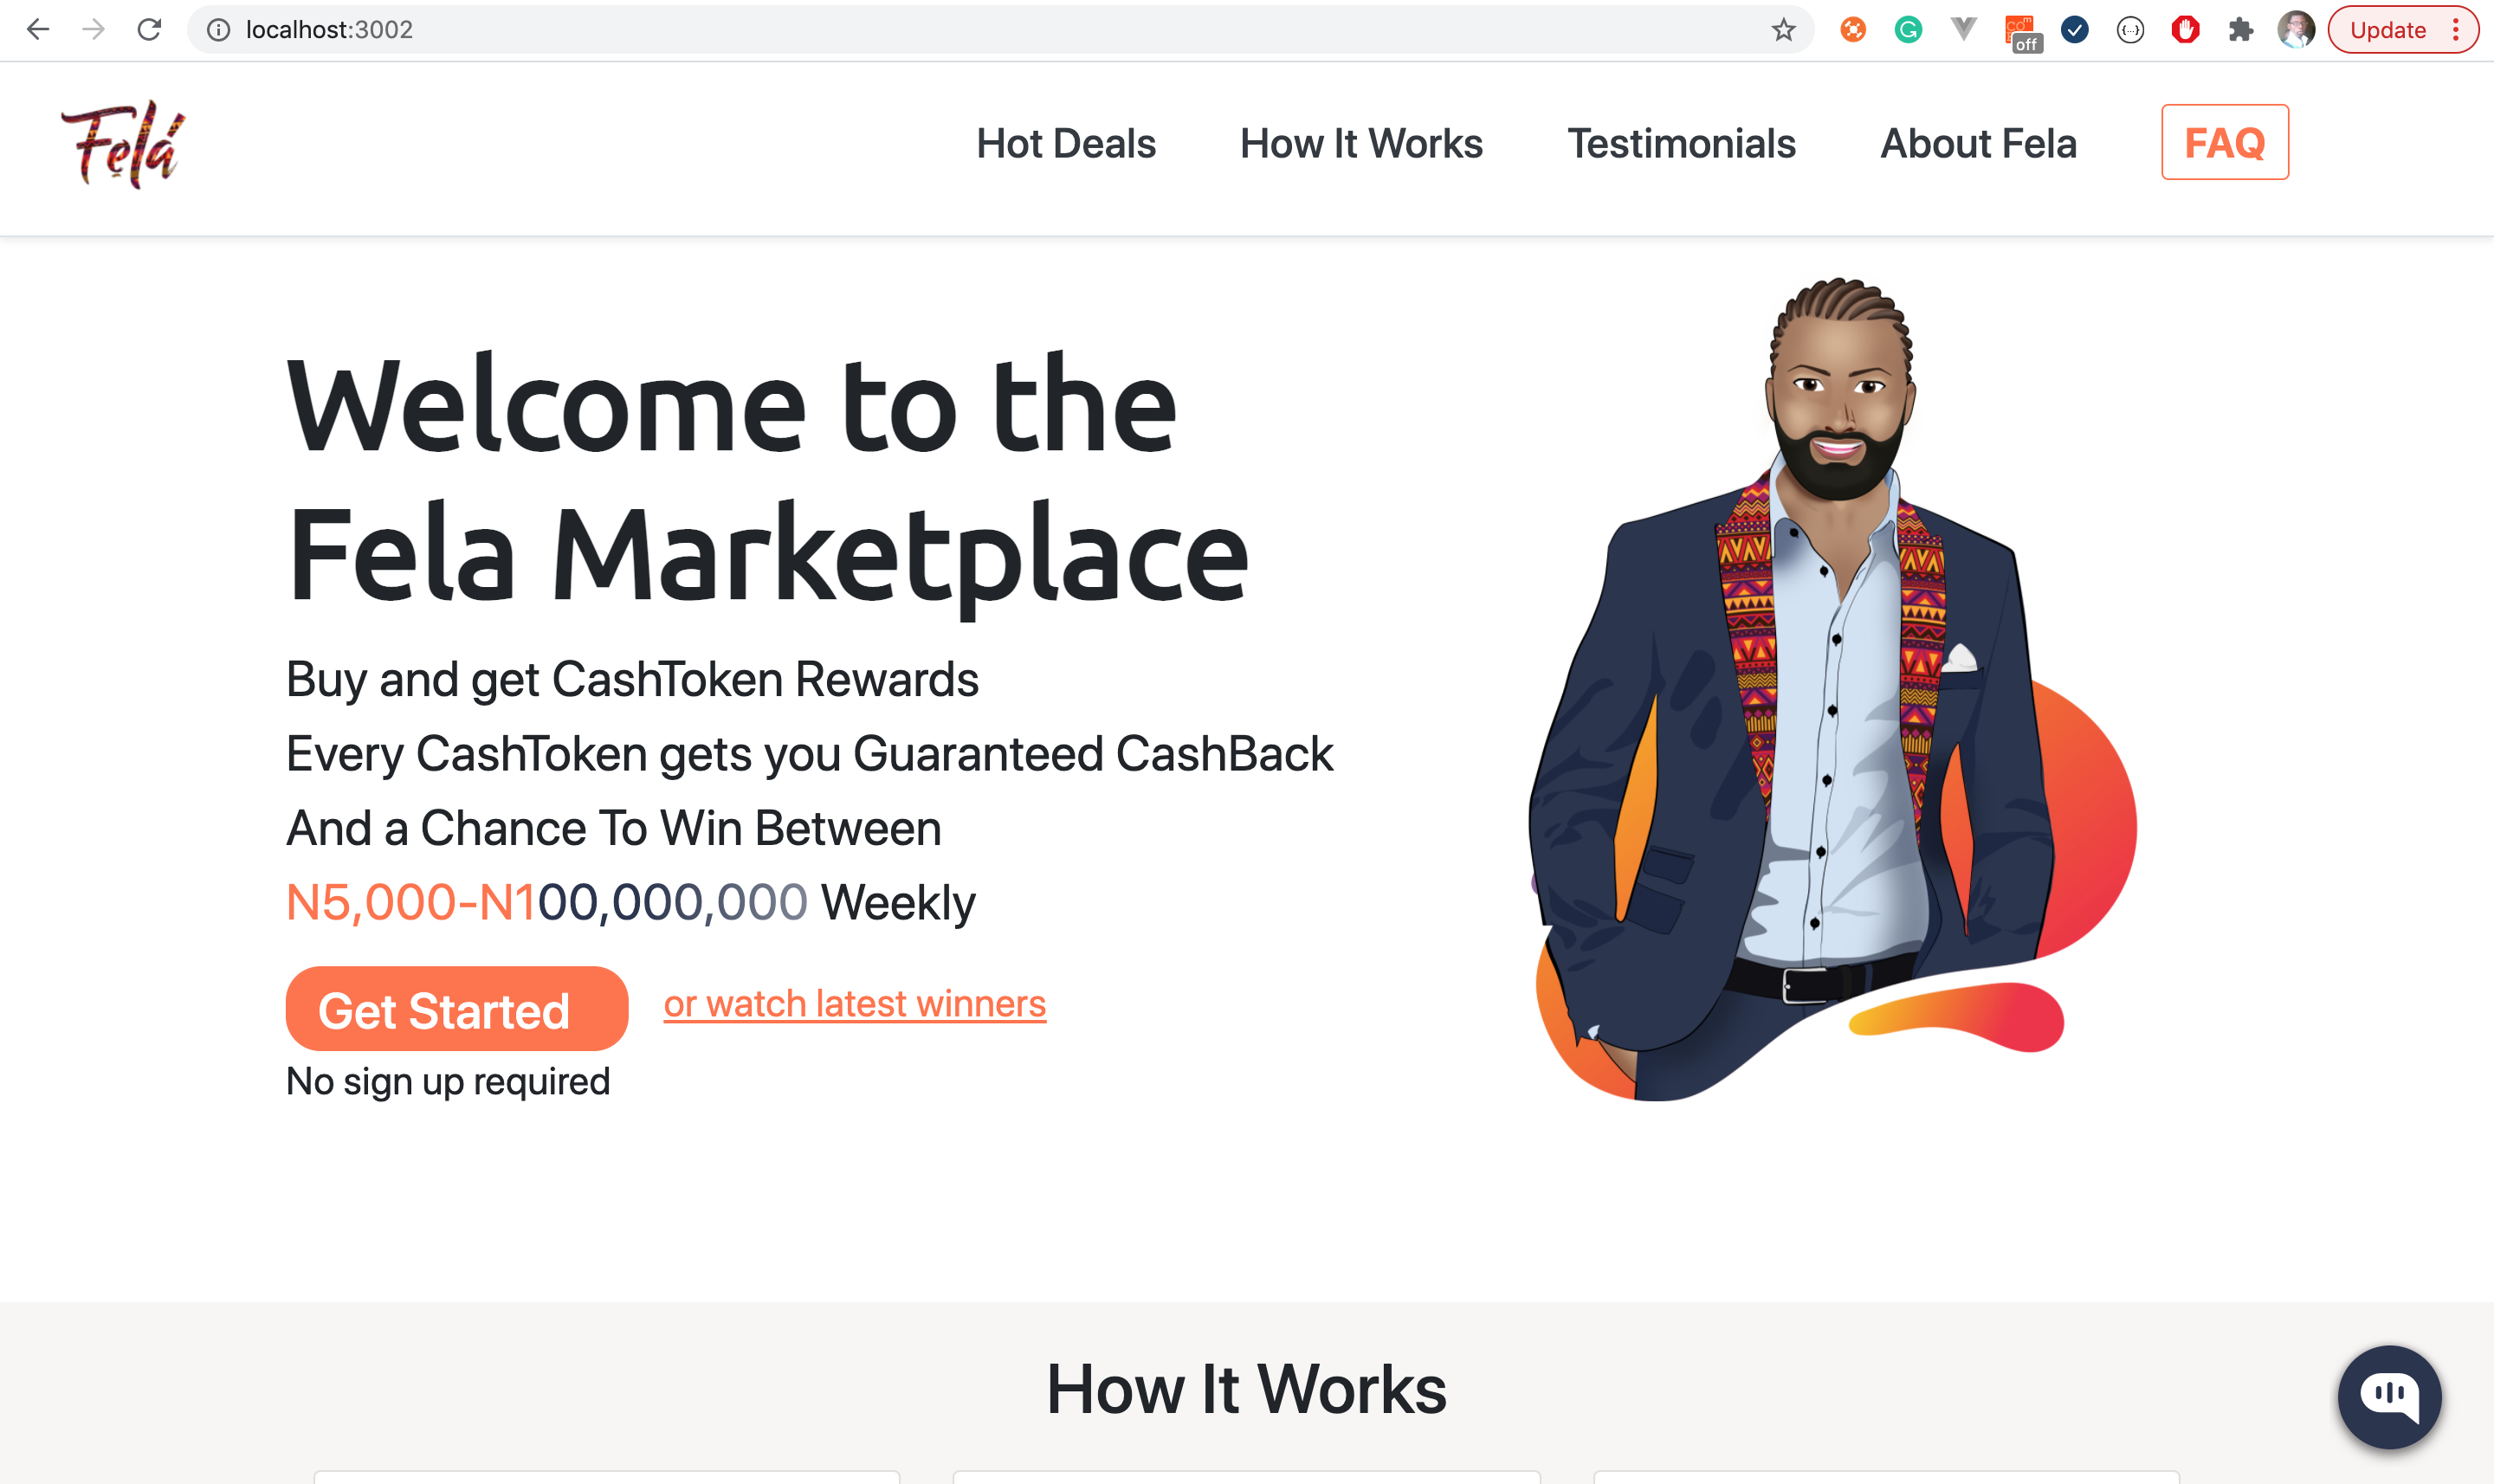 localhost:3002
off
Update
Fẹlá
Hot Deals
How It Works
Testimonials
About Fela
FAQ
Welcome to the
Fela Marketplace
Buy and get CashToken Rewards
Every CashToken gets you Guaranteed CashBack
And a Chance To Win Between
N5,000-N100,000,000 Weekly
Get Started
or watch latest winners
No sign up required
How It Works